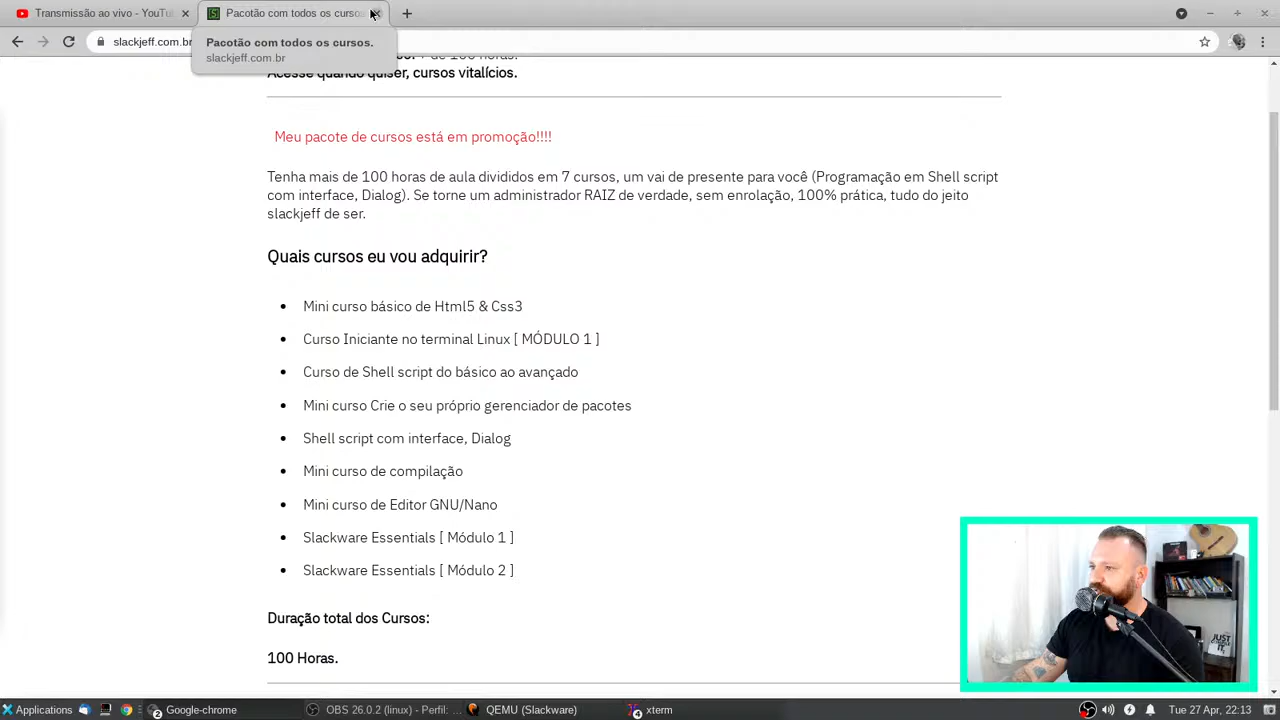 Transmissão ao vivo - YouTu
Pacotão com todos os cursos
slackjeff.com.br
Pacotão com todos os cursos.
slackjeff.com.br
Acesse quando quiser, cursos vitalícios.
Meu pacote de cursos está em promoção!!!!
Tenha mais de 100 horas de aula divididos em 7 cursos, um vai de presente para você (Programação em Shell script
com interface, Dialog). Se torne um administrador RAIZ de verdade, sem enrolação, 100% prática, tudo do jeito
slackjeff de ser.
Quais cursos eu vou adquirir?
Mini curso básico de Html5 & Css3
Curso Iniciante no terminal Linux [ MÓDULO 1 ]
Curso de Shell script do básico ao avançado
Mini curso Crie o seu próprio gerenciador de pacotes
Shell script com interface, Dialog
Mini curso de compilação
Mini curso de Editor GNU/Nano
Slackware Essentials [ Módulo 1 ]
Slackware Essentials [ Módulo 2 ]
Duração total dos Cursos:
100 Horas.
JUST
IT
Applications
2 Google-chrome
OBS 26.0.2 (linux) - Perfil: ...
QEMU (Slackware)
4 xterm
Tue 27 Apr, 22:13